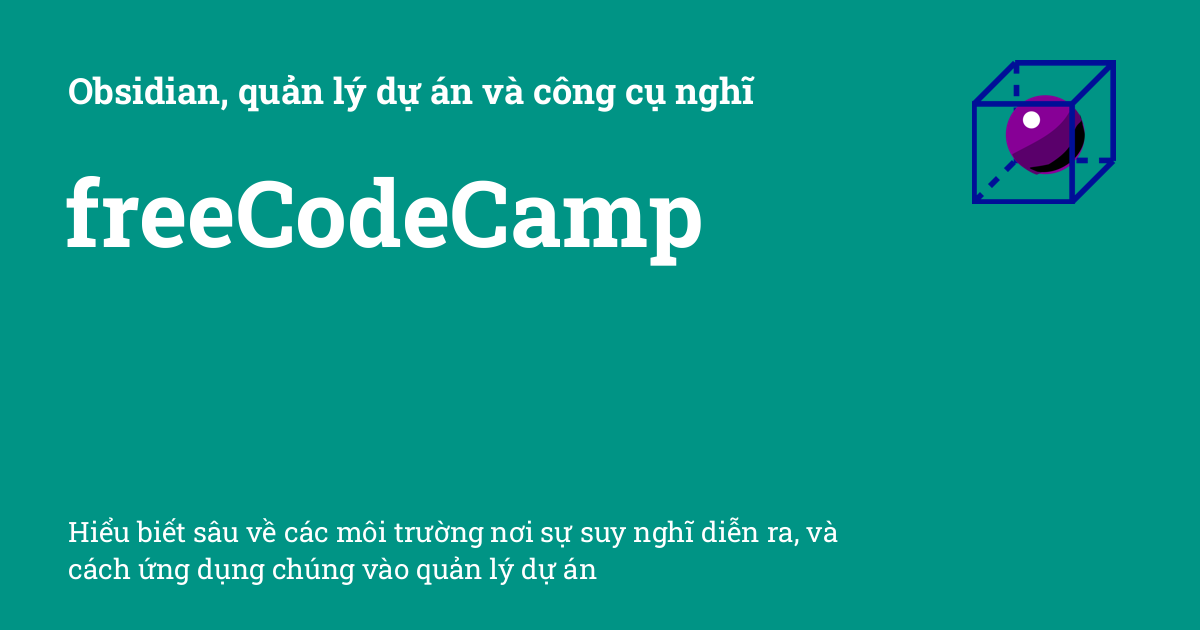 Obsidian, quản lý dự án và công cụ nghĩ
freeCodeCamp
Hiểu biết sâu về các môi trường nơi sự suy nghĩ diễn ra, và
cách ứng dụng chúng vào quản lý dự án